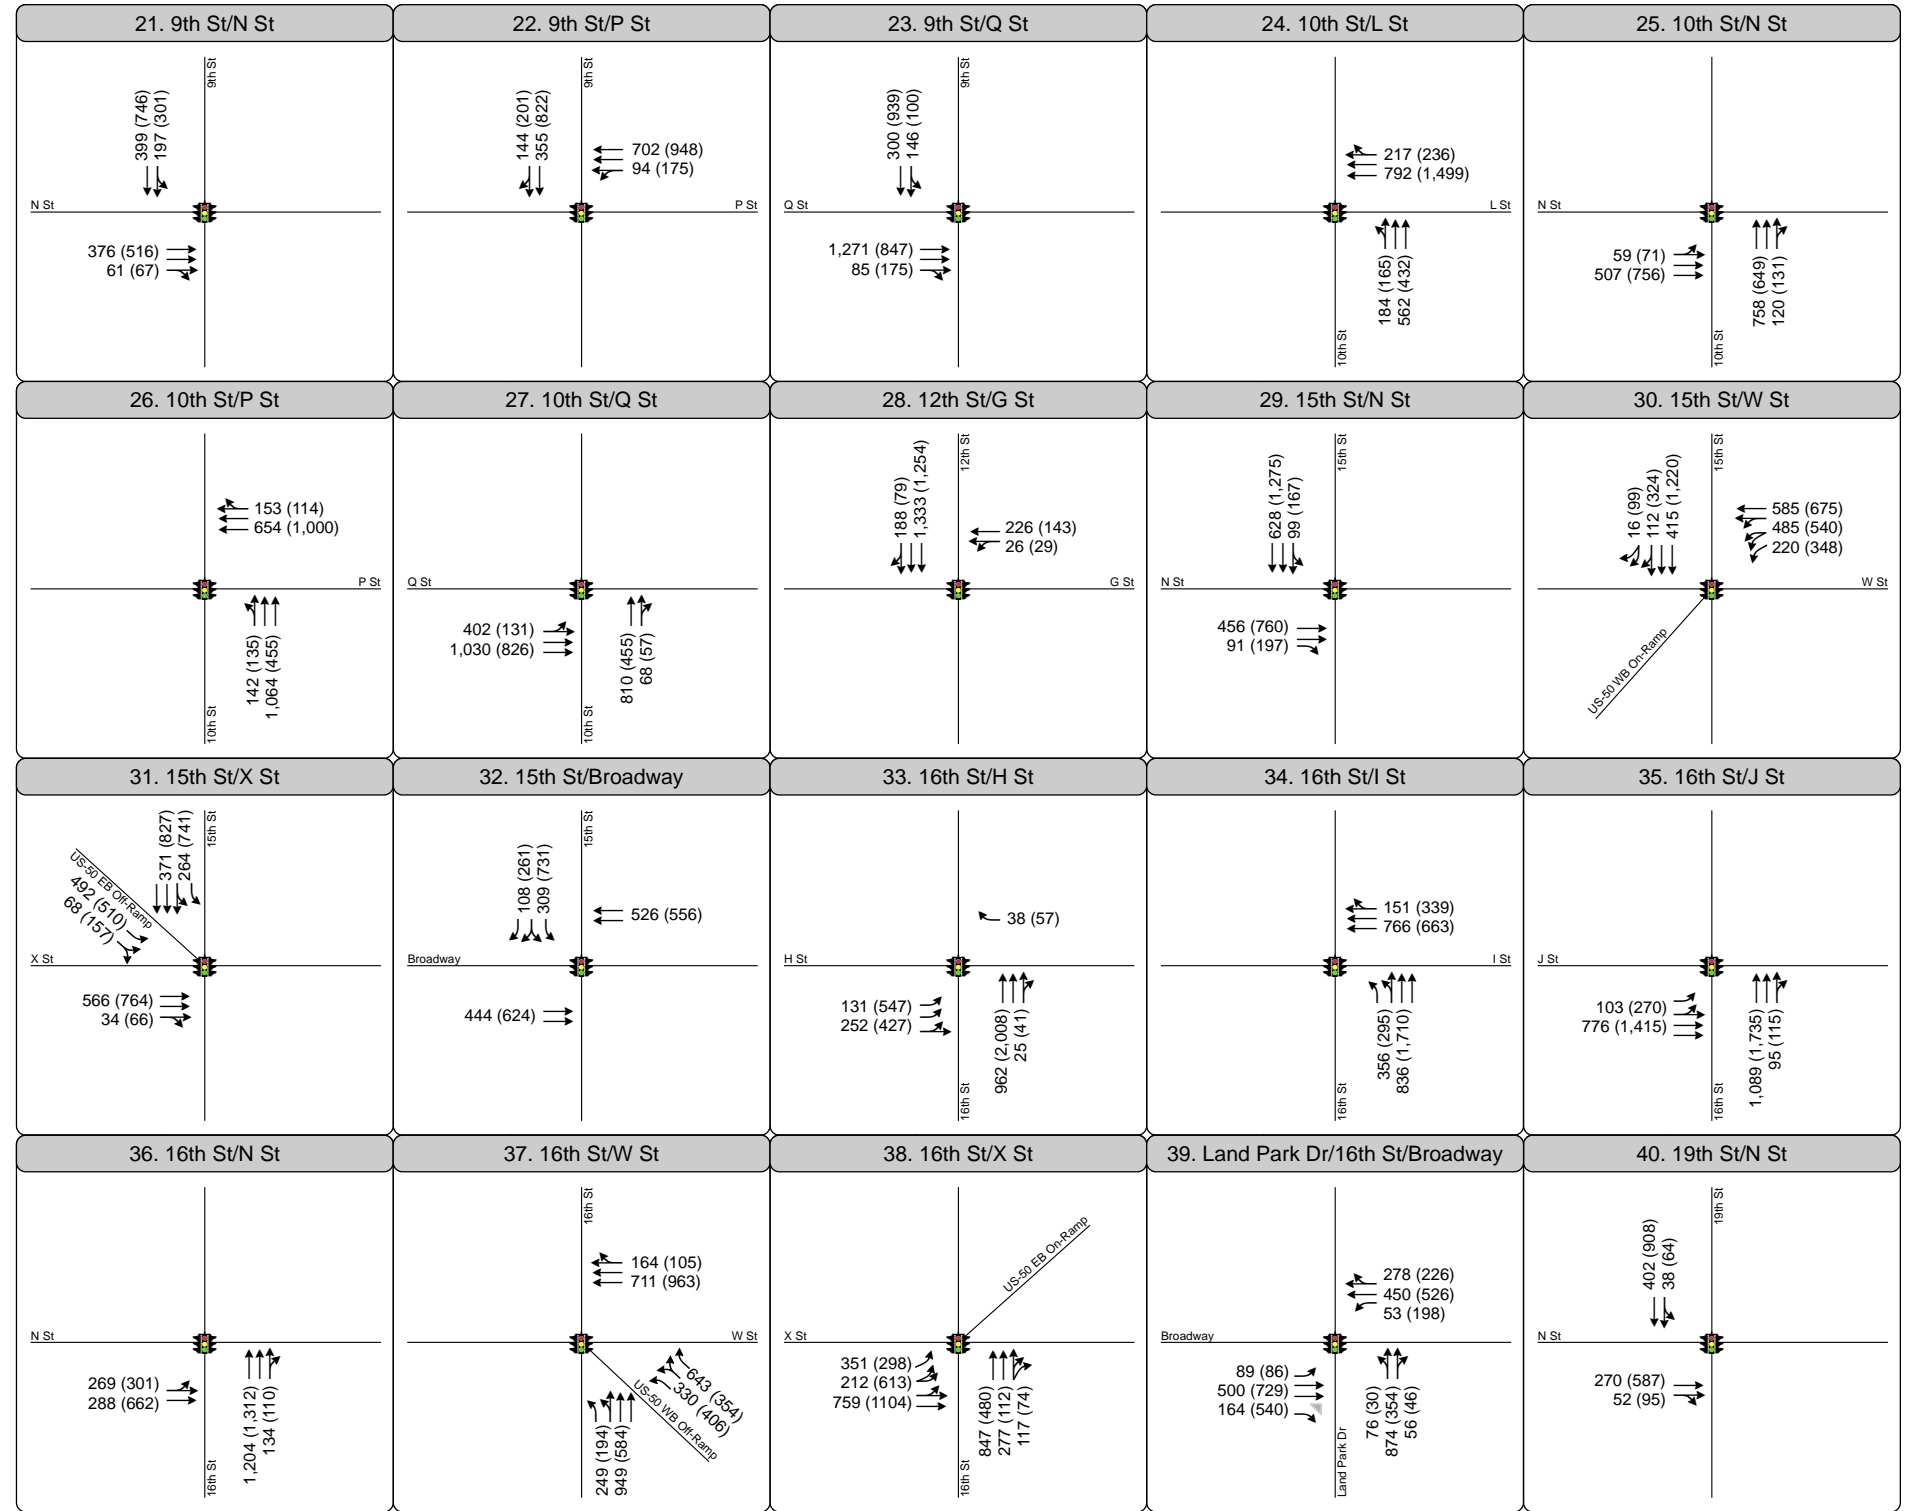 21. 9th St/N St
9th St
399 (746)
197 (301)
N St
376 (516)
61 (67)
22. 9th St/P St
9th St
144 (201)
355 (822)
702 (948)
94 (175)
P St
23. 9th St/Q St
9th St
300 (939)
146 (100)
Q St
1,271 (847)
85 (175)
24. 10th St/L St
217 (236)
792 (1,499)
L St
184 (165)
562 (432)
10th St
25. 10th St/N St
N St
59 (71)
507 (756)
758 (649)
120 (131)
10th St
26. 10th St/P St
153 (114)
654 (1,000)
P St
142 (135)
1,064 (455)
10th St
27. 10th St/Q St
Q St
402 (131)
1,030 (826)
810 (455)
68 (57)
10th St
28. 12th St/G St
12th St
188 (79)
1,333 (1,254)
226 (143)
26 (29)
G St
29. 15th St/N St
15th St
628 (1,275)
99 (167)
N St
456 (760)
91 (197)
30. 15th St/W St
15th St
16 (99)
112 (324)
415 (1,220)
585 (675)
485 (540)
220 (348)
W St
US-50 WB On-Ramp
31. 15th St/X St
15th St
371 (827)
264 (741)
US-50 EB Off-Ramp
492 (510)
68 (157)
X St
566 (764)
34 (66)
32. 15th St/Broadway
15th St
108 (261)
309 (731)
526 (556)
Broadway
444 (624)
33. 16th St/H St
38 (57)
H St
131 (547)
252 (427)
962 (2,008)
25 (41)
16th St
34. 16th St/I St
151 (339)
766 (663)
I St
356 (295)
836 (1,710)
16th St
35. 16th St/J St
J St
103 (270)
776 (1,415)
1,089 (1,735)
95 (115)
16th St
36. 16th St/N St
N St
269 (301)
288 (662)
1,204 (1,312)
134 (110)
16th St
37. 16th St/W St
16th St
164 (105)
711 (963)
W St
643 (354)
330 (406)
US-50 WB Off-Ramp
249 (194)
949 (584)
38. 16th St/X St
US-50 EB On-Ramp
X St
351 (298)
212 (613)
759 (1104)
847 (480)
277 (112)
117 (74)
16th St
39. Land Park Dr/16th St/Broadway
278 (226)
450 (526)
53 (198)
Broadway
89 (86)
500 (729)
164 (540)
76 (30)
874 (354)
56 (46)
Land Park Dr
40. 19th St/N St
19th St
402 (908)
38 (64)
N St
270 (587)
52 (95)